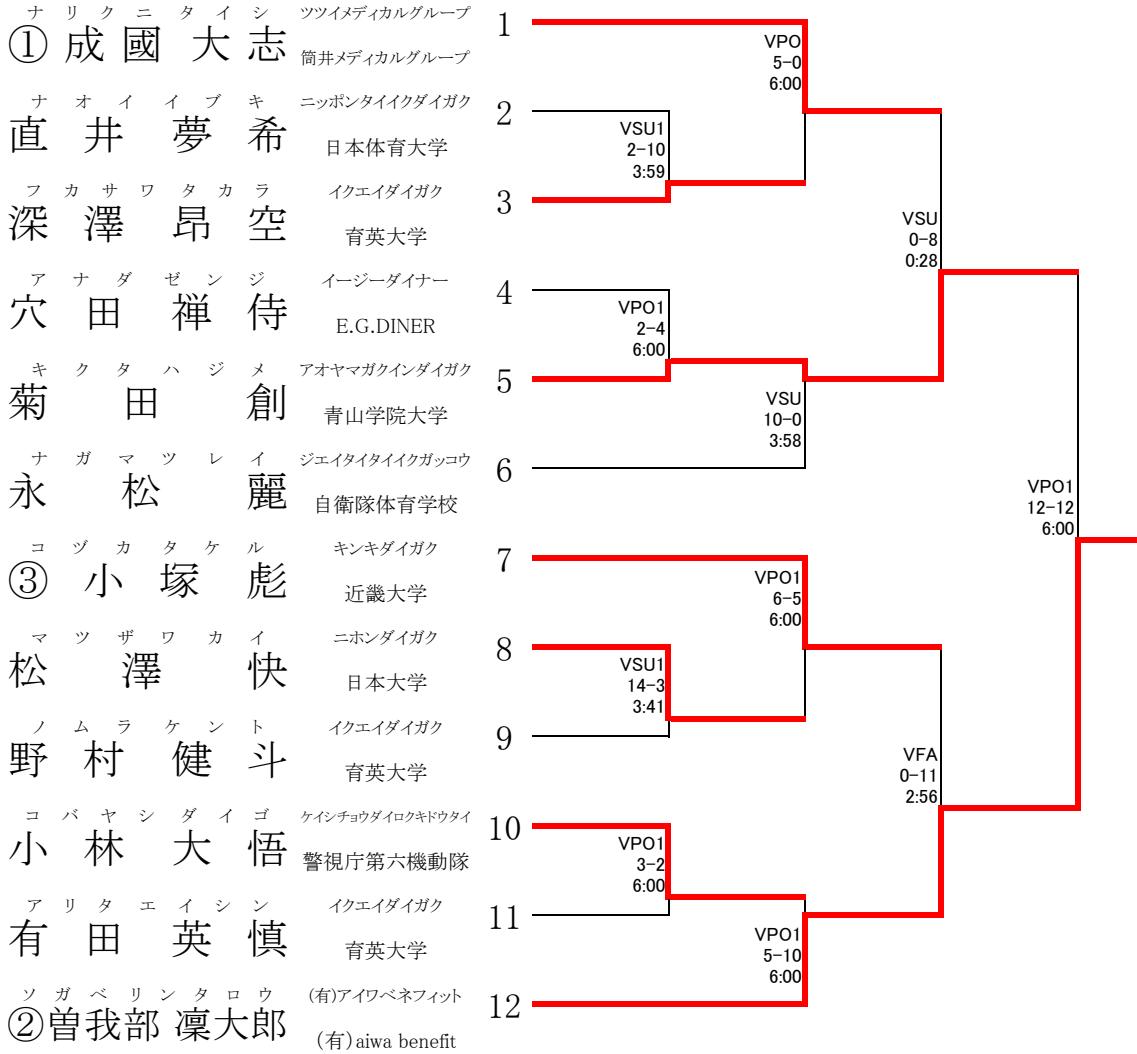 ナリクニタイシ ツツイメディカルグループ
①成國大志 筒井メディカルグループ 1
ナオイイブキ ニッポンタイイクダイガク
直井夢希 日本体育大学 2
フカサワタカラ イクエイダイガク
深澤昂空 育英大学 3
アナダゼンジ イージーダイナー
穴田禅侍 E.G.DINER 4
キクタハジメ アオヤマガクインダイガク
菊田創 青山学院大学 5
ナガマツレイ ジエイタイタイイクガッコウ
永松麗 自衛隊体育学校 6
コヅカタケル キンキダイガク
③小塚彪 近畿大学 7
マツザワカイ ニホンダイガク
松澤快 日本大学 8
ノムラケント イクエイダイガク
野村健斗 育英大学 9
コバヤシダイゴ ケイシチョウダイロクキドウタイ
小林大悟 警視庁第六機動隊 10
アリタエイシン イクエイダイガク
有田英慎 育英大学 11
ソガベリンタロウ (有)アイワベネフィット
②曽我部凜大郎 (有)aiwa benefit 12
VSU1
2-10
3:59
VPO1
2-4
6:00
VSU1
14-3
3:41
VPO1
3-2
6:00
VPO
5-0
6:00
VSU
10-0
3:58
VPO1
6-5
6:00
VPO1
5-10
6:00
VSU
0-8
0:28
VFA
0-11
2:56
VPO1
12-12
6:00